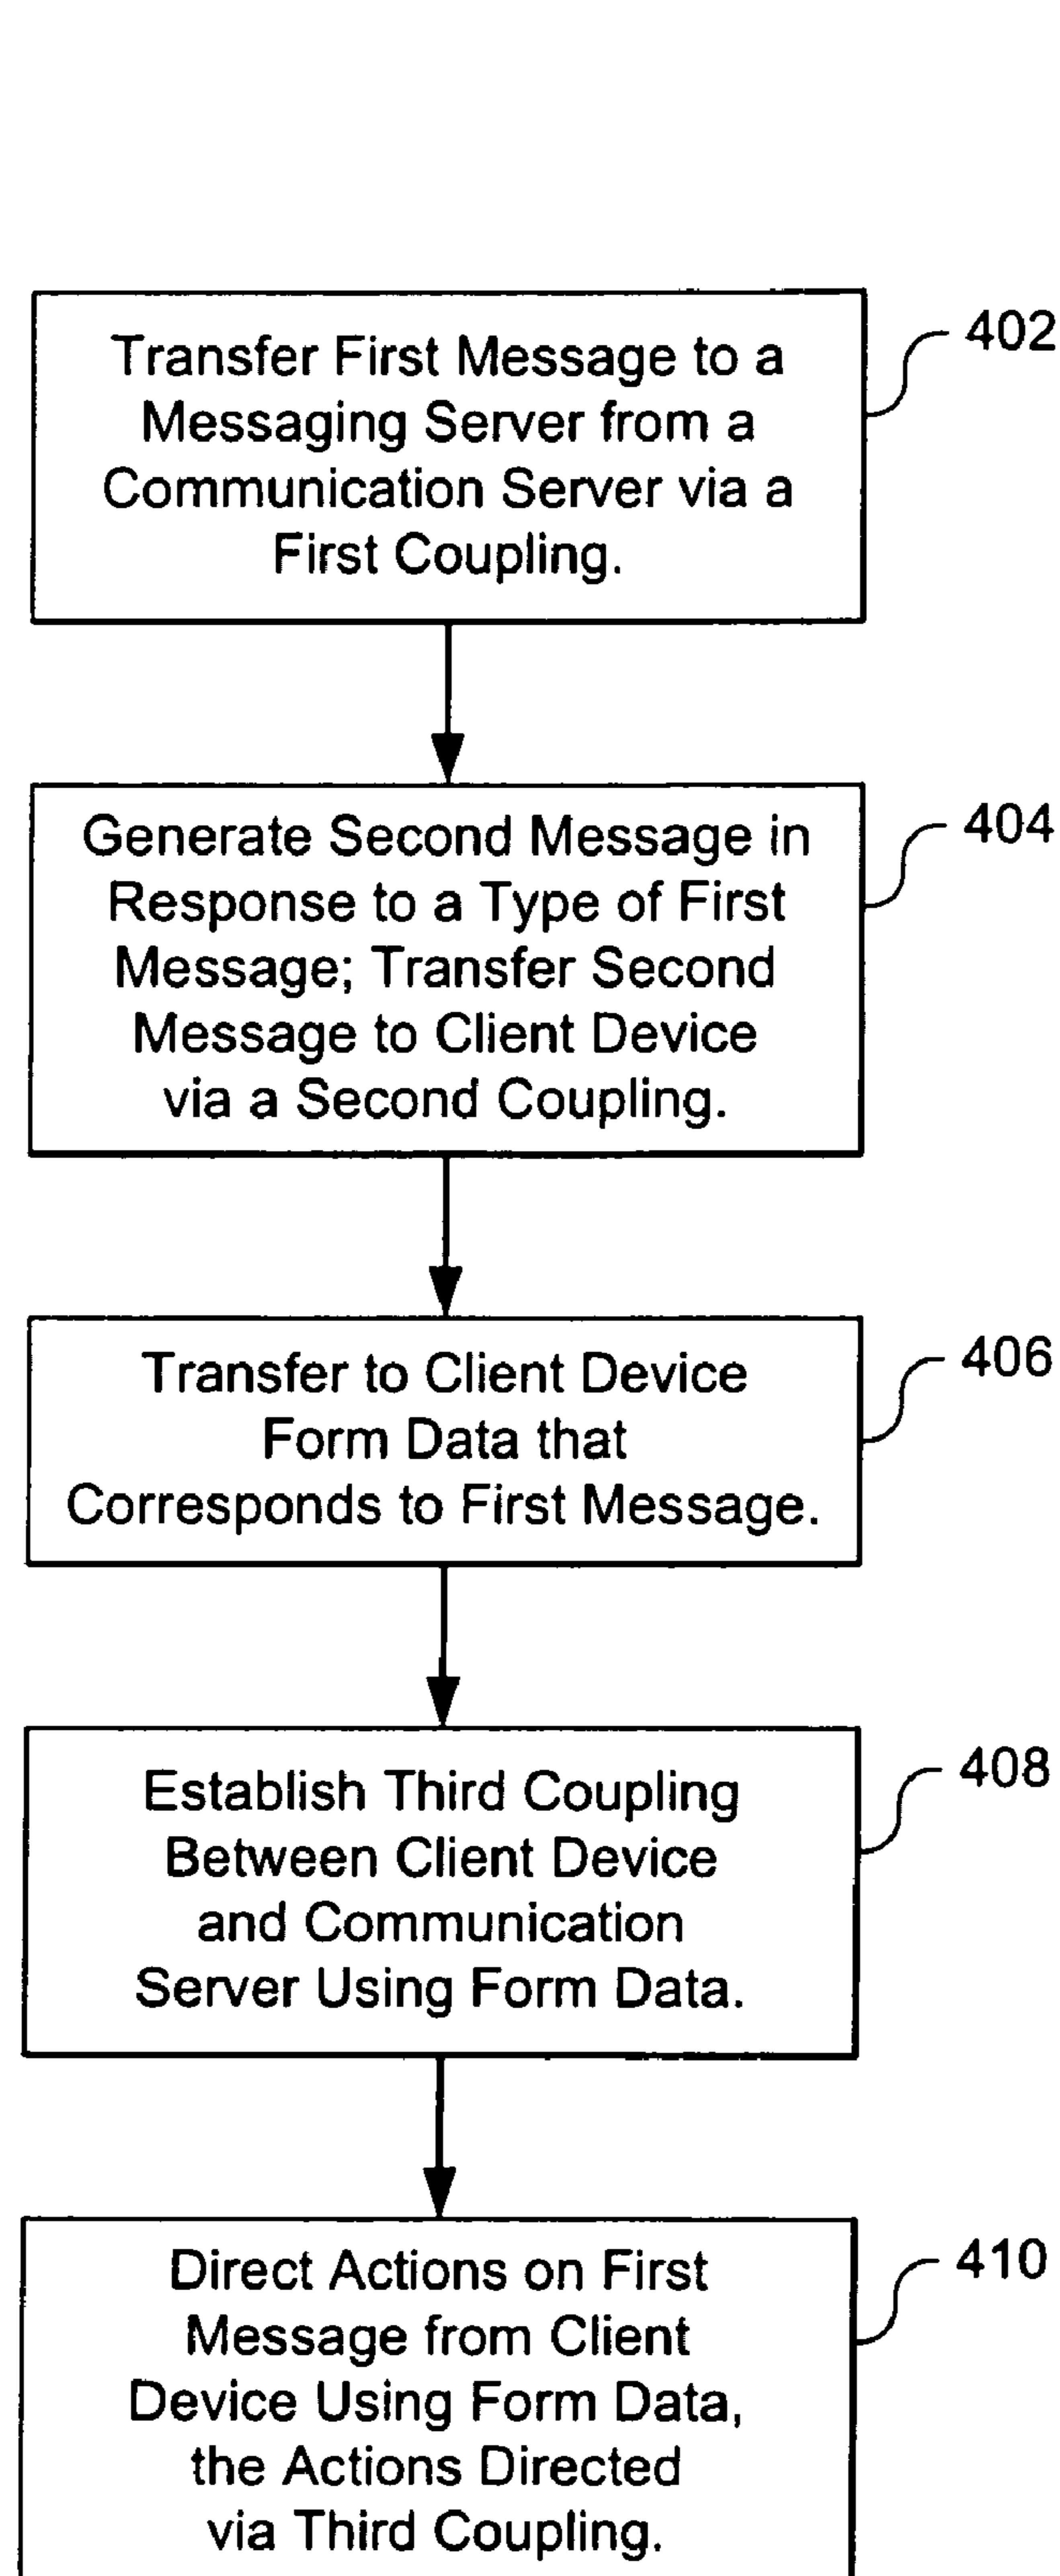 Transfer First Message to a
Messaging Server from a
Communication Server via a
First Coupling.
402
Generate Second Message in
Response to a Type of First
Message; Transfer Second
Message to Client Device
via a Second Coupling.
404
Transfer to Client Device
Form Data that
Corresponds to First Message.
406
Establish Third Coupling
Between Client Device
and Communication
Server Using Form Data.
408
Direct Actions on First
Message from Client
Device Using Form Data,
the Actions Directed
via Third Coupling.
410